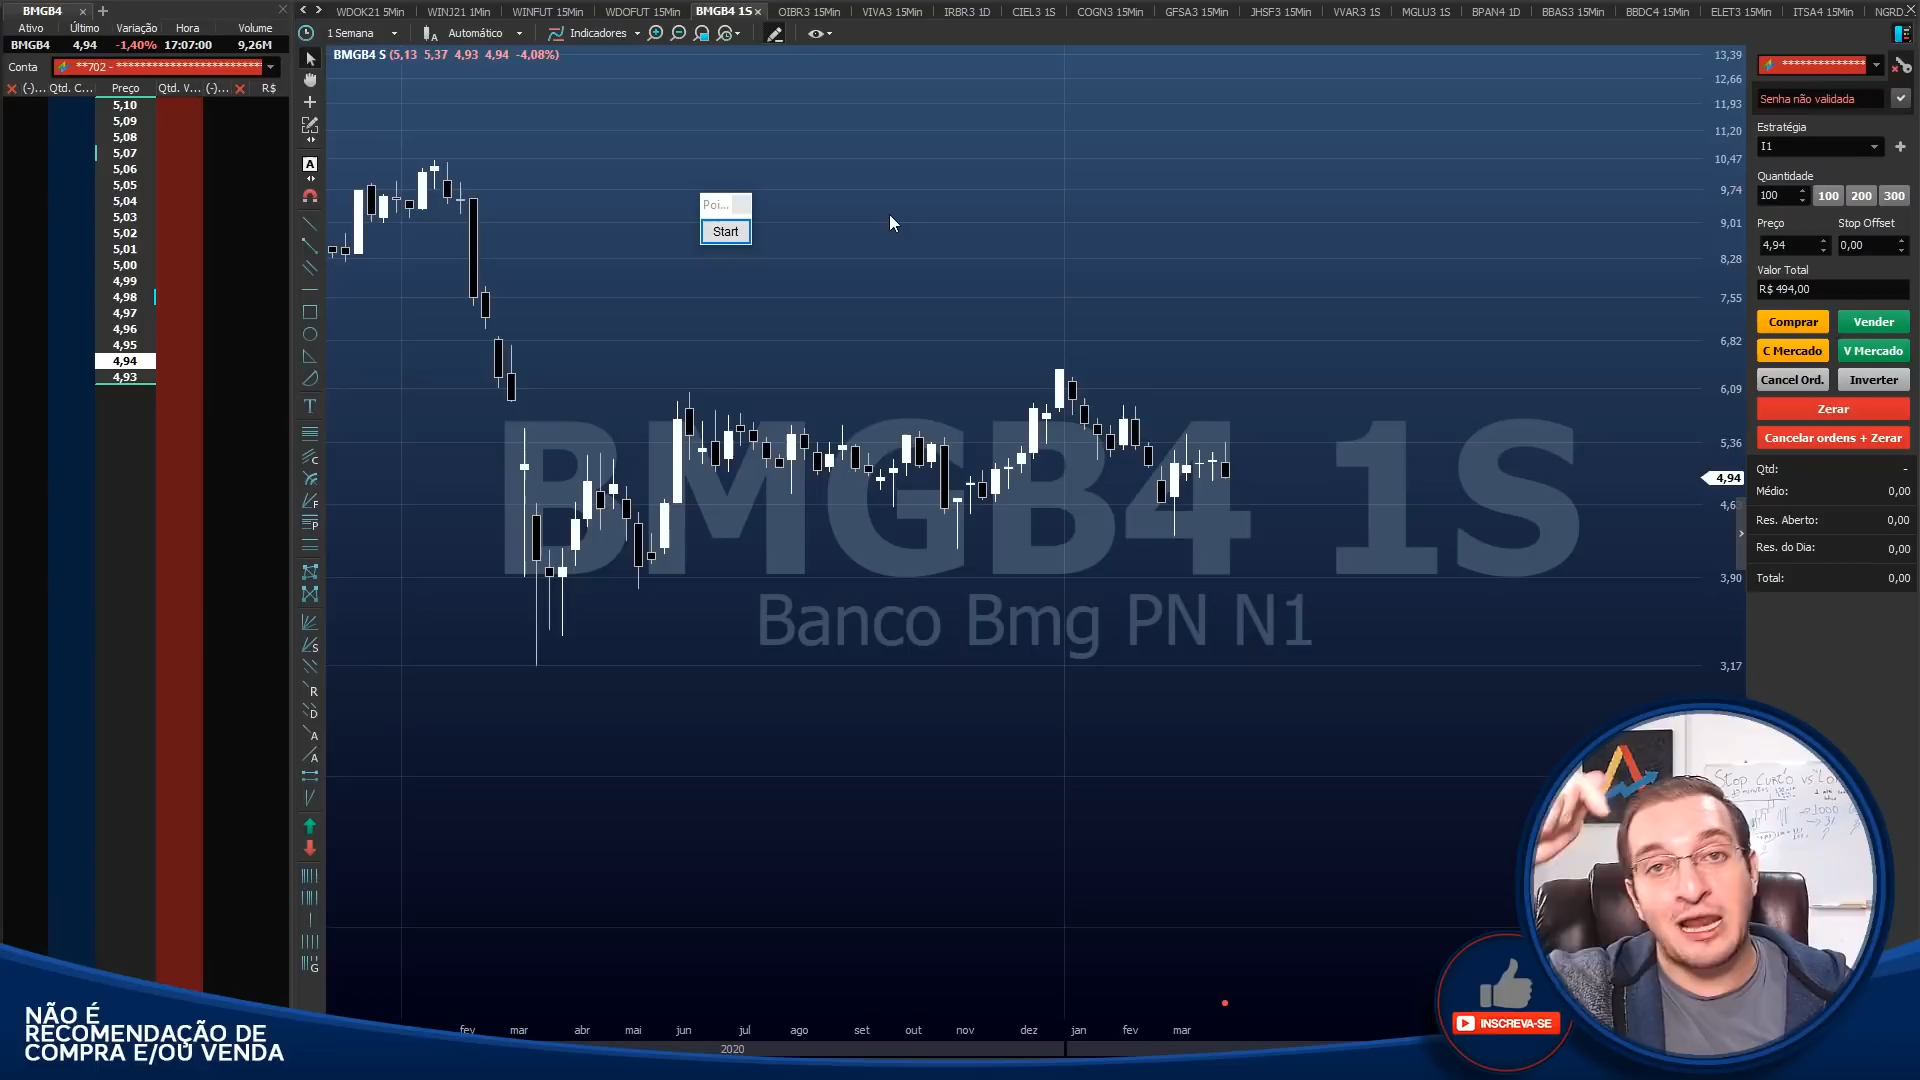 BMGB4
Ativo Último Variação Hora Volume
BMGB4 4,94 -1,40% 17:07:00 9,26M
Conta **702 - **************************
(-)... Qtd. C... Preço Qtd. V... (-)... R$
5,10
5,09
5,08
5,07
5,06
5,05
5,04
5,03
5,02
5,01
5,00
4,99
4,98
4,97
4,96
4,95
4,94
4,93
WDOK21 5Min WINJ21 1Min WINFUT 15Min WDOFUT 15Min BMGB4 1S OIBR3 15Min VIVA3 15Min IRBR3 1D CIEL3 1S COGN3 15Min GFSA3 15Min JHSF3 15Min VVAR3 1S MGLU3 1S BPAN4 1D BBAS3 15Min BBDC4 15Min ELET3 15Min ITSA4 15Min NGRD
1 Semana Automático Indicadores
BMGB4 S (5,13 5,37 4,93 4,94 -4,08%)
Poi...
Start
BMGB4 1S
Banco Bmg PN N1
13,39
12,66
11,93
11,20
10,47
9,74
9,01
8,28
7,55
6,82
6,09
5,36
4,94
4,6
3,90
3,17
fev mar abr mai jun jul ago set out nov dez jan fev mar
2020
***************
Senha não validada
Estratégia
I1
Quantidade
100 100 200 300
Preço Stop Offset
4,94 0,00
Valor Total
R$ 494,00
Comprar Vender
C Mercado V Mercado
Cancel Ord. Inverter
Zerar
Cancelar ordens + Zerar
Qtd: -
Médio: 0,00
Res. Aberto: 0,00
Res. do Dia: 0,00
Total: 0,00
Stop Curto vs
INSCREVA-SE
NÃO É
RECOMENDAÇÃO DE
COMPRA E/OU VENDA